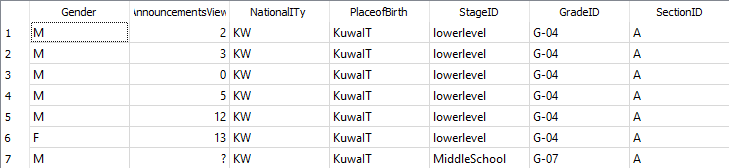 Gender AnnouncementsView NationalITy PlaceofBirth StageID GradeID SectionID
1 M 2 KW KuwaIT lowerlevel G-04 A
2 M 3 KW KuwaIT lowerlevel G-04 A
3 M 0 KW KuwaIT lowerlevel G-04 A
4 M 5 KW KuwaIT lowerlevel G-04 A
5 M 12 KW KuwaIT lowerlevel G-04 A
6 F 13 KW KuwaIT lowerlevel G-04 A
7 M ? KW KuwaIT MiddleSchool G-07 A